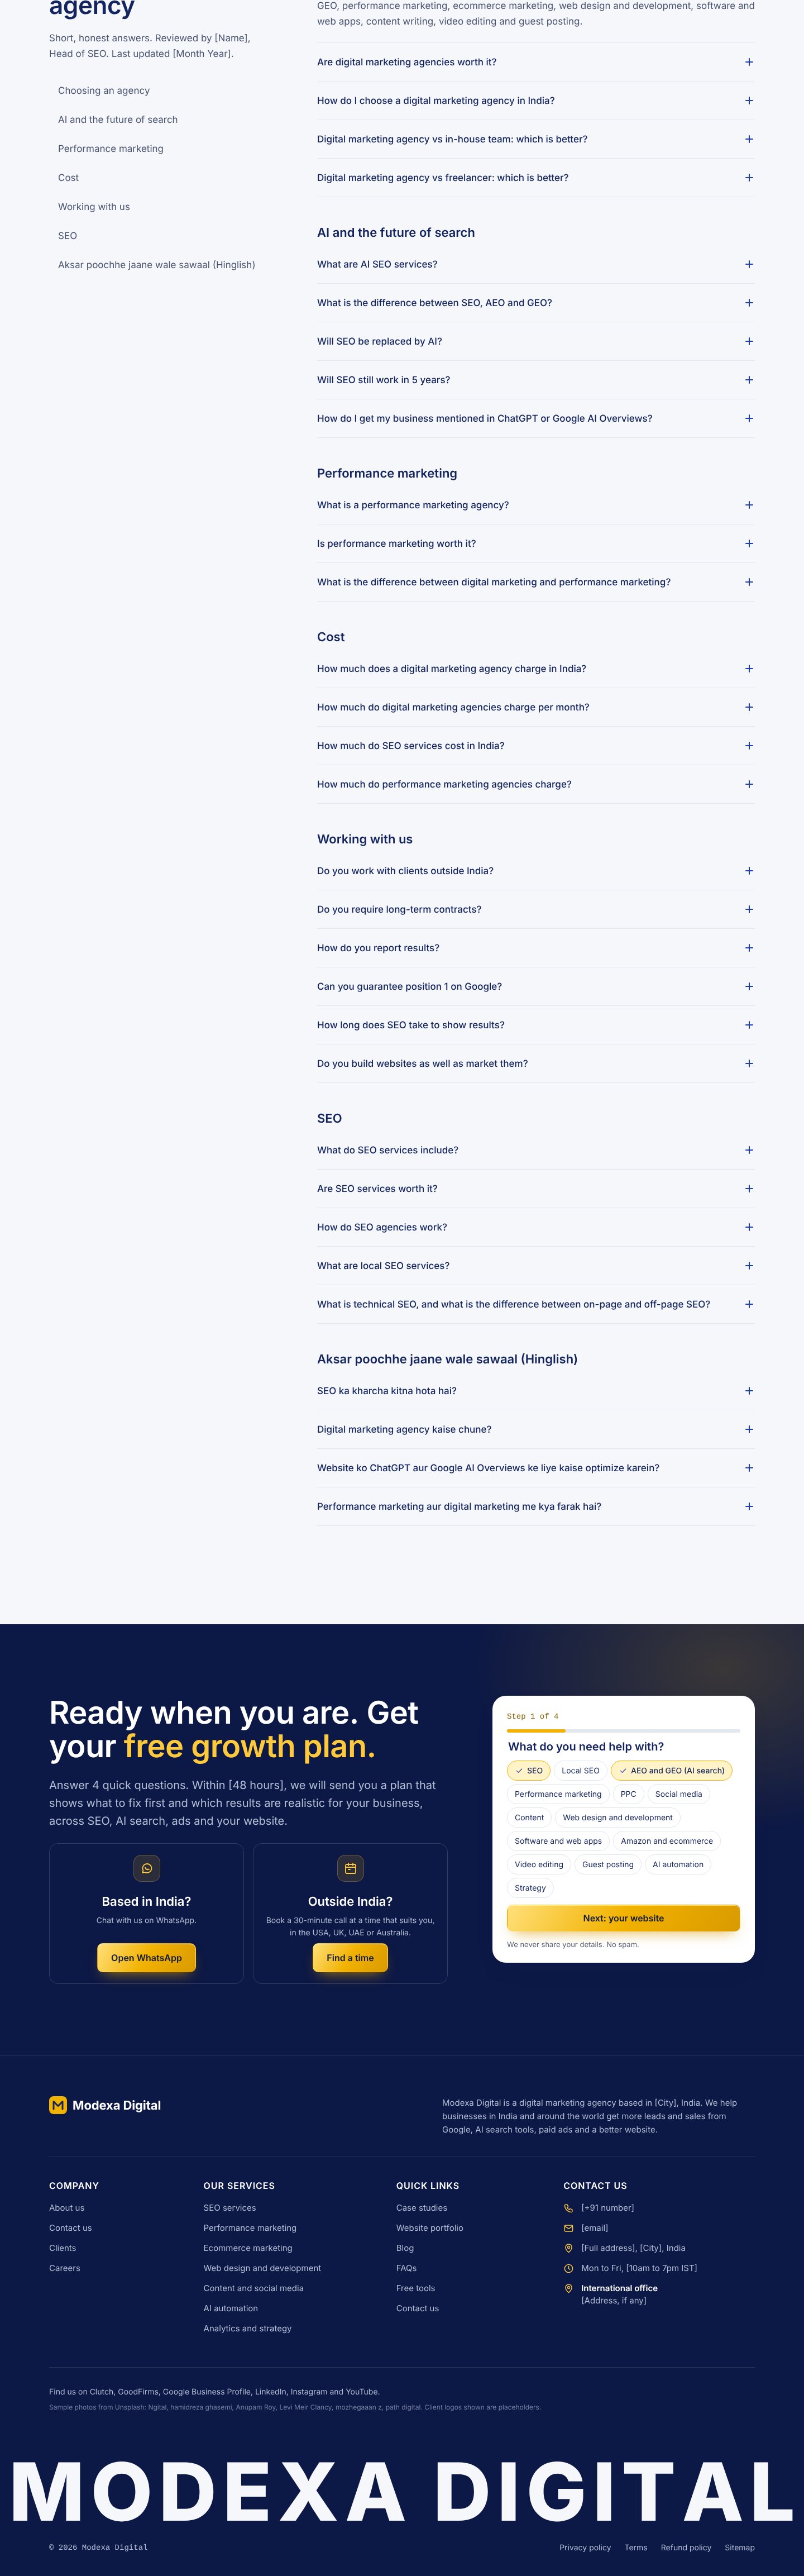 agency
Short, honest answers. Reviewed by [Name],
Head of SEO. Last updated [Month Year].
Choosing an agency
AI and the future of search
Performance marketing
Cost
Working with us
SEO
Aksar poochhe jaane wale sawaal (Hinglish)
GEO, performance marketing, ecommerce marketing, web design and development, software and
web apps, content writing, video editing and guest posting.
Are digital marketing agencies worth it?
How do I choose a digital marketing agency in India?
Digital marketing agency vs in-house team: which is better?
Digital marketing agency vs freelancer: which is better?
AI and the future of search
What are AI SEO services?
What is the difference between SEO, AEO and GEO?
Will SEO be replaced by AI?
Will SEO still work in 5 years?
How do I get my business mentioned in ChatGPT or Google AI Overviews?
Performance marketing
What is a performance marketing agency?
Is performance marketing worth it?
What is the difference between digital marketing and performance marketing?
Cost
How much does a digital marketing agency charge in India?
How much do digital marketing agencies charge per month?
How much do SEO services cost in India?
How much do performance marketing agencies charge?
Working with us
Do you work with clients outside India?
Do you require long-term contracts?
How do you report results?
Can you guarantee position 1 on Google?
How long does SEO take to show results?
Do you build websites as well as market them?
SEO
What do SEO services include?
Are SEO services worth it?
How do SEO agencies work?
What are local SEO services?
What is technical SEO, and what is the difference between on-page and off-page SEO?
Aksar poochhe jaane wale sawaal (Hinglish)
SEO ka kharcha kitna hota hai?
Digital marketing agency kaise chune?
Website ko ChatGPT aur Google AI Overviews ke liye kaise optimize karein?
Performance marketing aur digital marketing me kya farak hai?
Ready when you are. Get
your free growth plan.
Answer 4 quick questions. Within [48 hours], we will send you a plan that
shows what to fix first and which results are realistic for your business,
across SEO, AI search, ads and your website.
Based in India?
Chat with us on WhatsApp.
Open WhatsApp
Outside India?
Book a 30-minute call at a time that suits you,
in the USA, UK, UAE or Australia.
Find a time
Step 1 of 4
What do you need help with?
SEO Local SEO AEO and GEO (AI search)
Performance marketing PPC Social media
Content Web design and development
Software and web apps Amazon and ecommerce
Video editing Guest posting AI automation
Strategy
Next: your website
We never share your details. No spam.
Modexa Digital
Modexa Digital is a digital marketing agency based in [City], India. We help
businesses in India and around the world get more leads and sales from
Google, AI search tools, paid ads and a better website.
COMPANY
About us
Contact us
Clients
Careers
OUR SERVICES
SEO services
Performance marketing
Ecommerce marketing
Web design and development
Content and social media
AI automation
Analytics and strategy
QUICK LINKS
Case studies
Website portfolio
Blog
FAQs
Free tools
Contact us
CONTACT US
[+91 number]
[email]
[Full address], [City], India
Mon to Fri, [10am to 7pm IST]
International office
[Address, if any]
Find us on Clutch, GoodFirms, Google Business Profile, LinkedIn, Instagram and YouTube.
Sample photos from Unsplash: Ngital, hamidreza ghasemi, Anupam Roy, Levi Meir Clancy, mozhegaaan z, path digital. Client logos shown are placeholders.
MODEXA DIGITAL
© 2026 Modexa Digital
Privacy policy Terms Refund policy Sitemap